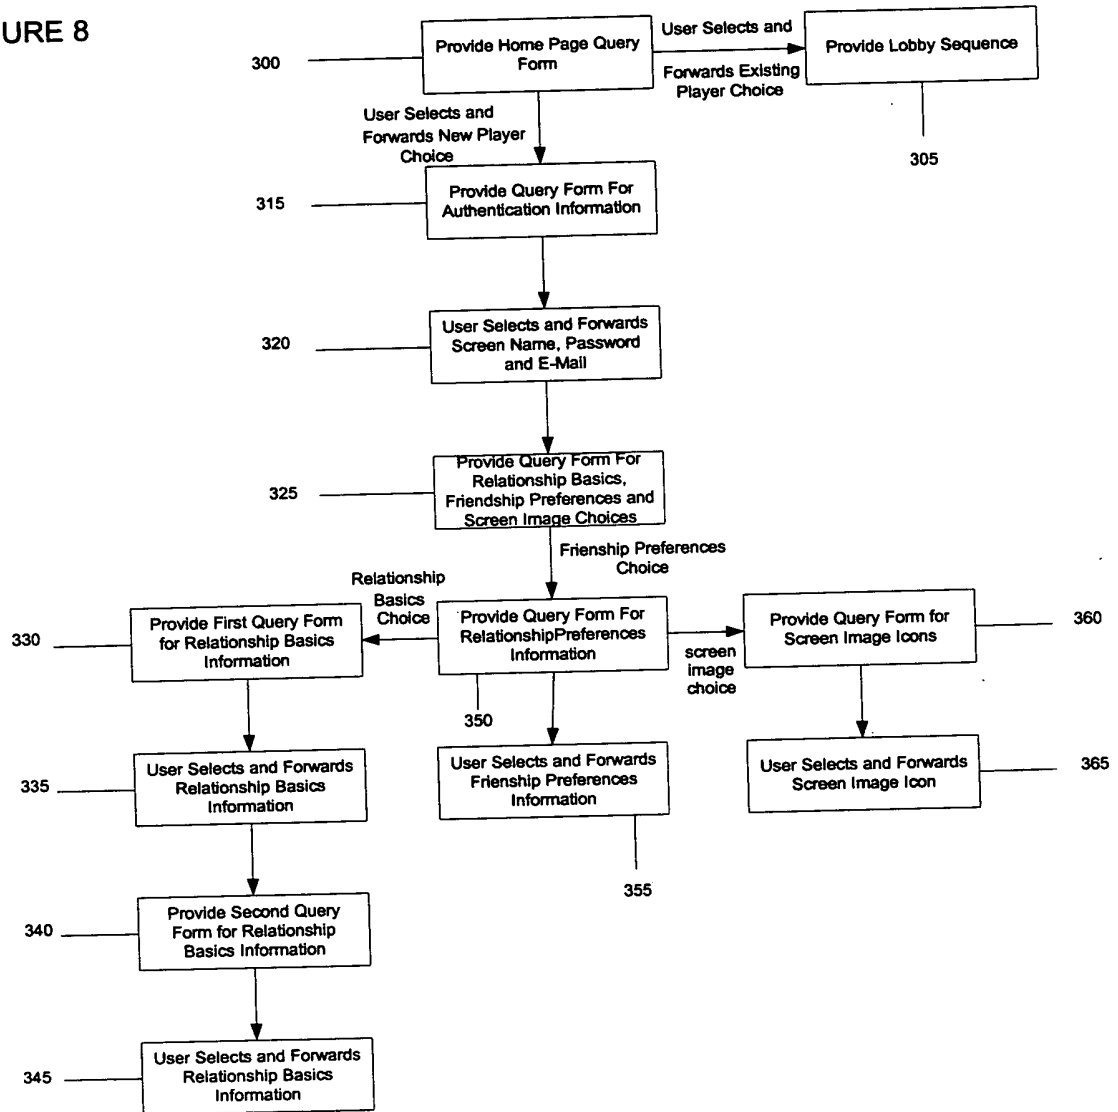 URE 8
300
Provide Home Page Query
Form
User Selects and
Forwards Existing
Player Choice
Provide Lobby Sequence
305
User Selects and
Forwards New Player
Choice
315
Provide Query Form For
Authentication Information
320
User Selects and Forwards
Screen Name, Password
and E-Mail
325
Provide Query Form For
Relationship Basics,
Friendship Preferences and
Screen Image Choices
Frienship Preferences
Choice
Relationship
Basics
Choice
330
Provide First Query Form
for Relationship Basics
Information
Provide Query Form For
RelationshipPreferences
Information
350
screen
image
choice
Provide Query Form for
Screen Image Icons
360
335
User Selects and Forwards
Relationship Basics
Information
User Selects and Forwards
Frienship Preferences
Information
355
User Selects and Forwards
Screen Image Icon
365
340
Provide Second Query
Form for Relationship
Basics Information
345
User Selects and Forwards
Relationship Basics
Information